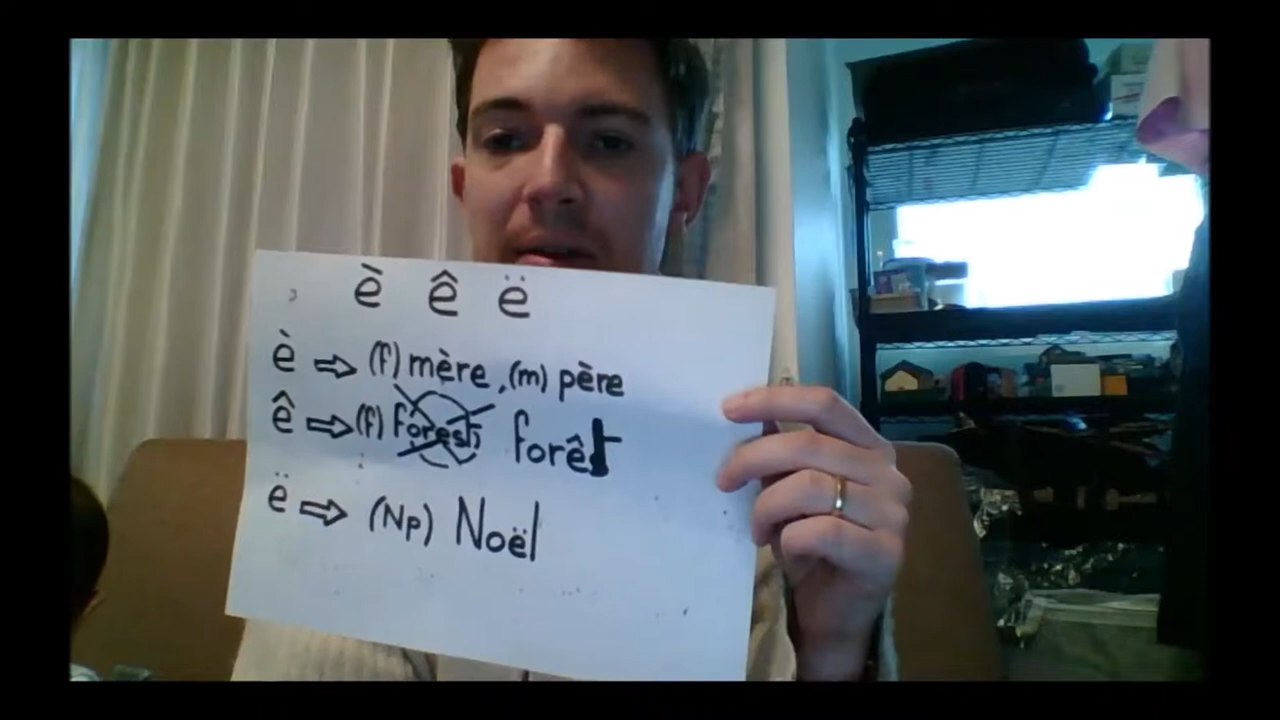 è ê ë
è ⇒ (f) mère, (m) père
ê ⇒ (f) forest forêt
ë ⇒ (Np) Noël